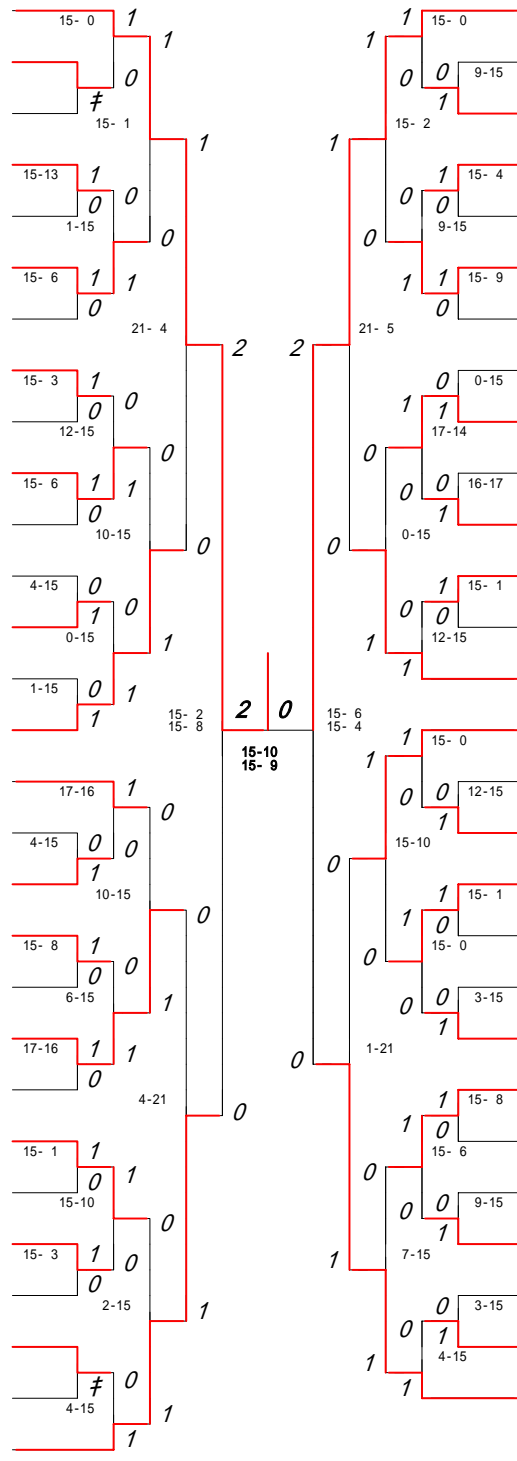 15- 0 1 1 1 15- 0
1
0 0 0 9-15
≠ 1
15- 1 15- 2
1 1
15-13 1 1 15- 4
0 0 0 0
1-15 9-15
0 0
15- 6 1 1 1 1 15- 9
0 0
21- 4 21- 5
2 2
15- 3 1 0 0 0-15
0 1 1
12-15 17-14
0 0
15- 6 1 1 0 0 16-17
0 1
10-15 0-15
0 0
4-15 0 0 1 15- 1
1 0 0 0
0-15 12-15
1 1
1-15 0 1 1
1
15- 2 2 0 15- 6
15- 8 15- 4
1 15- 0
15-10
15- 9
1
17-16 1 0 0 0 12-15
4-15 0 0 1
1
10-15 15-10
0 0
15- 8 1 1 1 15- 1
0 0 0
6-15 15- 0
0
17-16 1 1 1 0 0 3-15
0 1
1-21
0
4-21
0
15- 1 1 1 1 1 15- 8
0 0
15-10 15- 6
0 0
15- 3 1 0 0 0 9-15
0 1
2-15 7-15
1 1
0 0 3-15
≠ 0 1
4-15 4-15
1 1
1 1